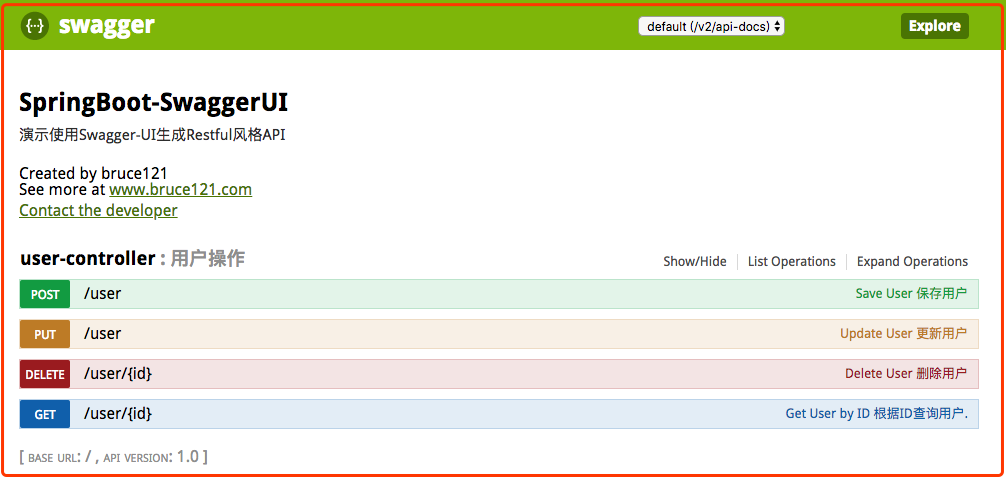 {···} swagger default (/v2/api-docs) Explore
SpringBoot-SwaggerUI
演示使用Swagger-UI生成Restful风格API
Created by bruce121
See more at www.bruce121.com
Contact the developer
user-controller : 用户操作 Show/Hide List Operations Expand Operations
POST /user Save User 保存用户
PUT /user Update User 更新用户
DELETE /user/{id} Delete User 删除用户
GET /user/{id} Get User by ID 根据ID查询用户.
[ BASE URL: / , API VERSION: 1.0 ]